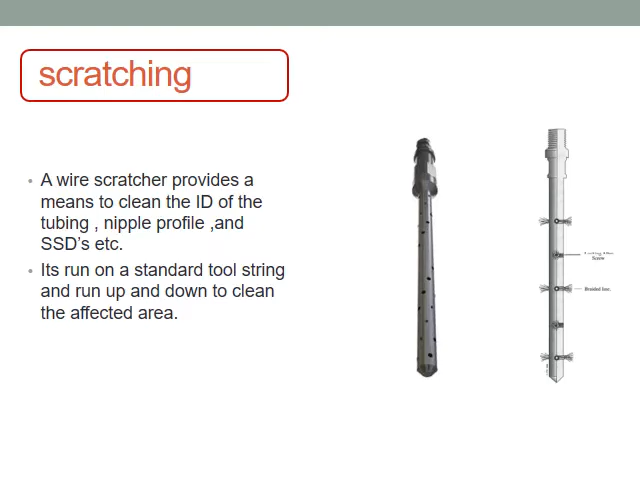 scratching
• A wire scratcher provides a
means to clean the ID of the
tubing , nipple profile ,and
SSD’s etc.
• Its run on a standard tool string
and run up and down to clean
the affected area.
Screw
Braided line.